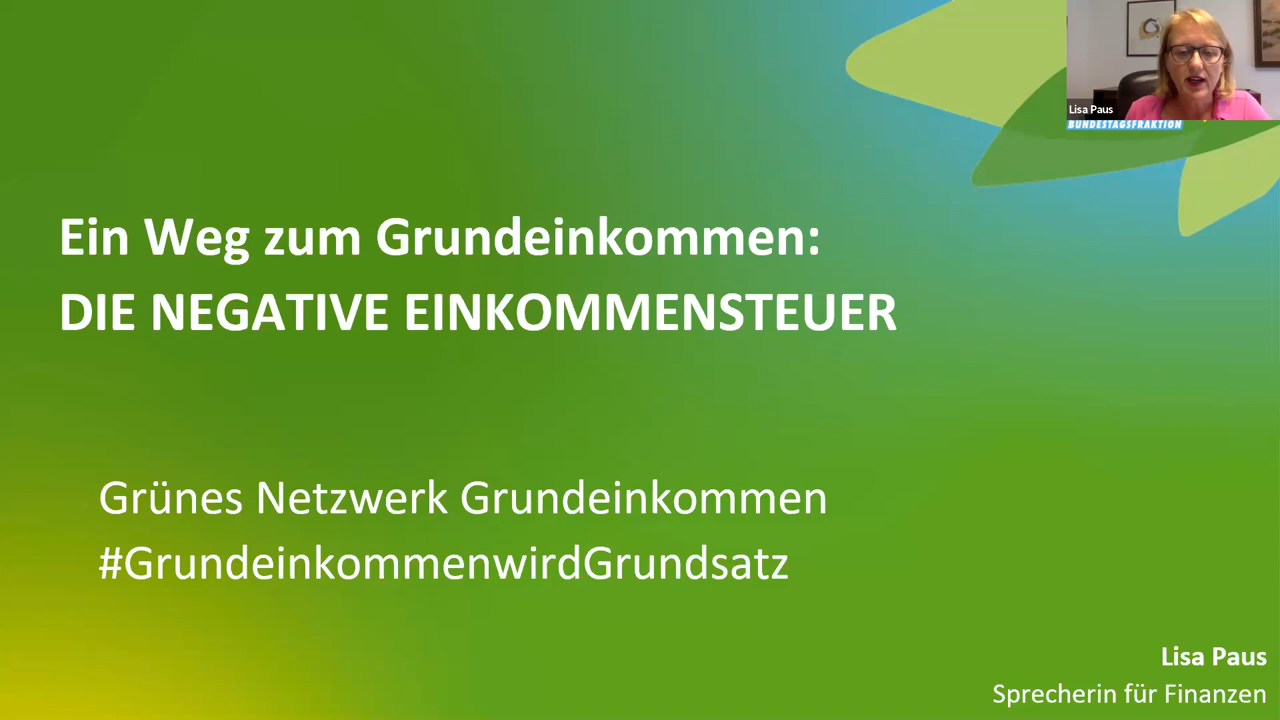 Lisa Paus
BUNDESTAGSFRAKTION
Ein Weg zum Grundeinkommen:
DIE NEGATIVE EINKOMMENSTEUER
Grünes Netzwerk Grundeinkommen
#GrundeinkommenwirdGrundsatz
Lisa Paus
Sprecherin für Finanzen